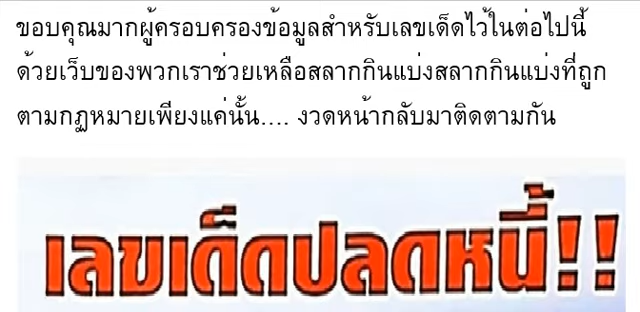 ขอบคุณมากผู้ครอบครองข้อมูลสำหรับเลขเด็ดไว้ในต่อไปนี้
ด้วยเว็บของพวกเราช่วยเหลือสลากกินแบ่งสลากกินแบ่งที่ถูก
ตามกฏหมายเพียงแค่นั้น.... งวดหน้ากลับมาติดตามกัน
เลขเด็ดปลดหนี้!!